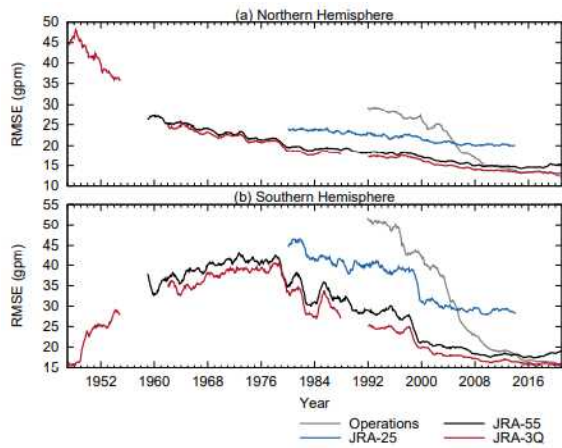 (a) Northern Hemisphere
50
45
40
35
30
25
20
15
10
RMSE (gpm)
(b) Southern Hemisphere
55
50
45
40
35
30
25
20
15
RMSE (gpm)
1952 1960 1968 1976 1984 1992 2000 2008 2016
Year
Operations JRA-55
JRA-25 JRA-3Q